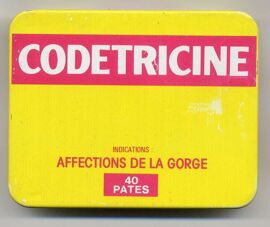 CODETRICINE
INDICATIONS :
AFFECTIONS DE LA GORGE
40
PATES